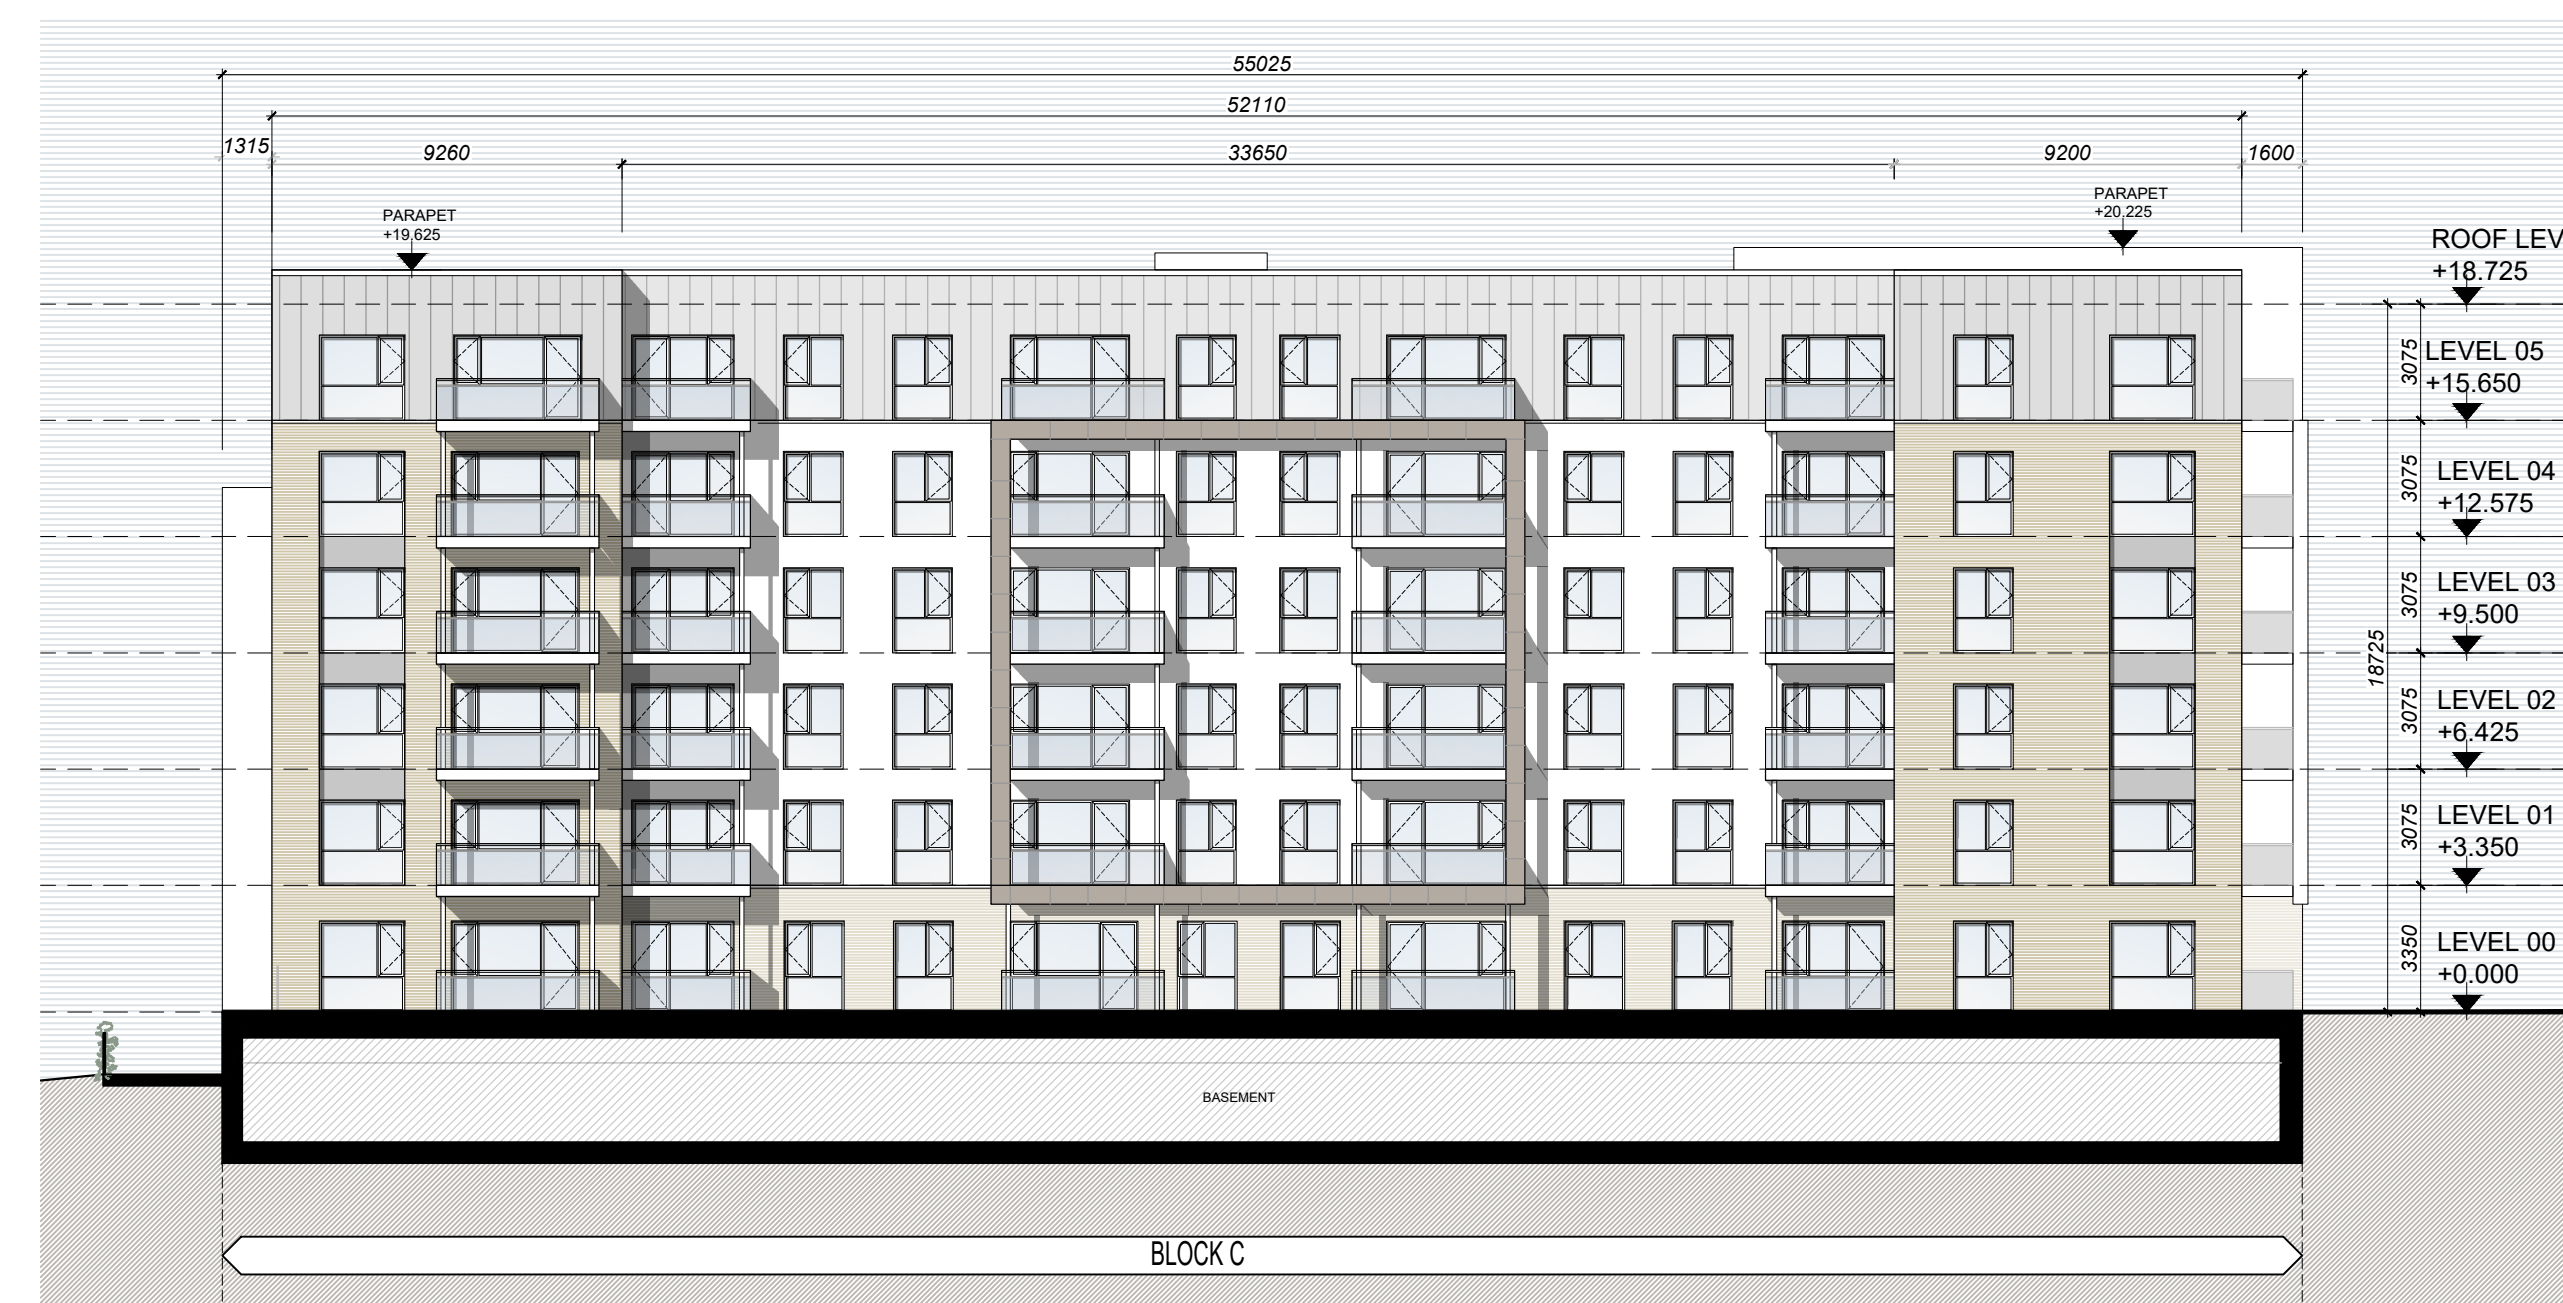 55025
52110
1315
9260
33650
9200
1600
PARAPET
+19.625
PARAPET
+20.225
ROOF LEV
+18.725
3075
LEVEL 05
+15.650
3075
LEVEL 04
+12.575
3075
LEVEL 03
+9.500
18725
3075
LEVEL 02
+6.425
3075
LEVEL 01
+3.350
3350
LEVEL 00
+0.000
BASEMENT
BLOCK C